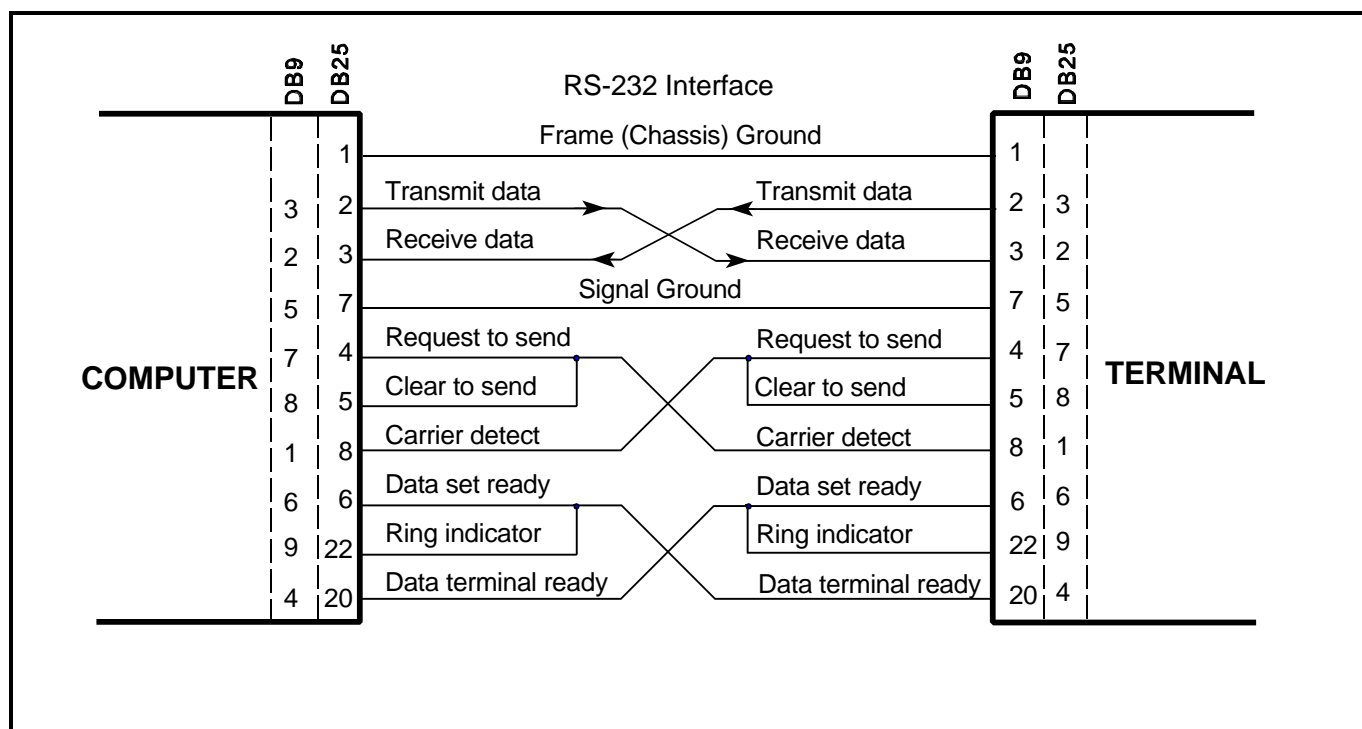 DB9 DB25 RS-232 Interface DB9 DB25
Frame (Chassis) Ground
1 1
Transmit data Transmit data
3 2 2 3
Receive data Receive data
2 3 3 2
Signal Ground
5 7 7 5
Request to send Request to send
7 4 4 7
COMPUTER TERMINAL
Clear to send Clear to send
8 5 5 8
Carrier detect Carrier detect
1 8 8 1
Data set ready Data set ready
6 6 6 6
Ring indicator Ring indicator
9 22 22 9
Data terminal ready Data terminal ready
4 20 20 4